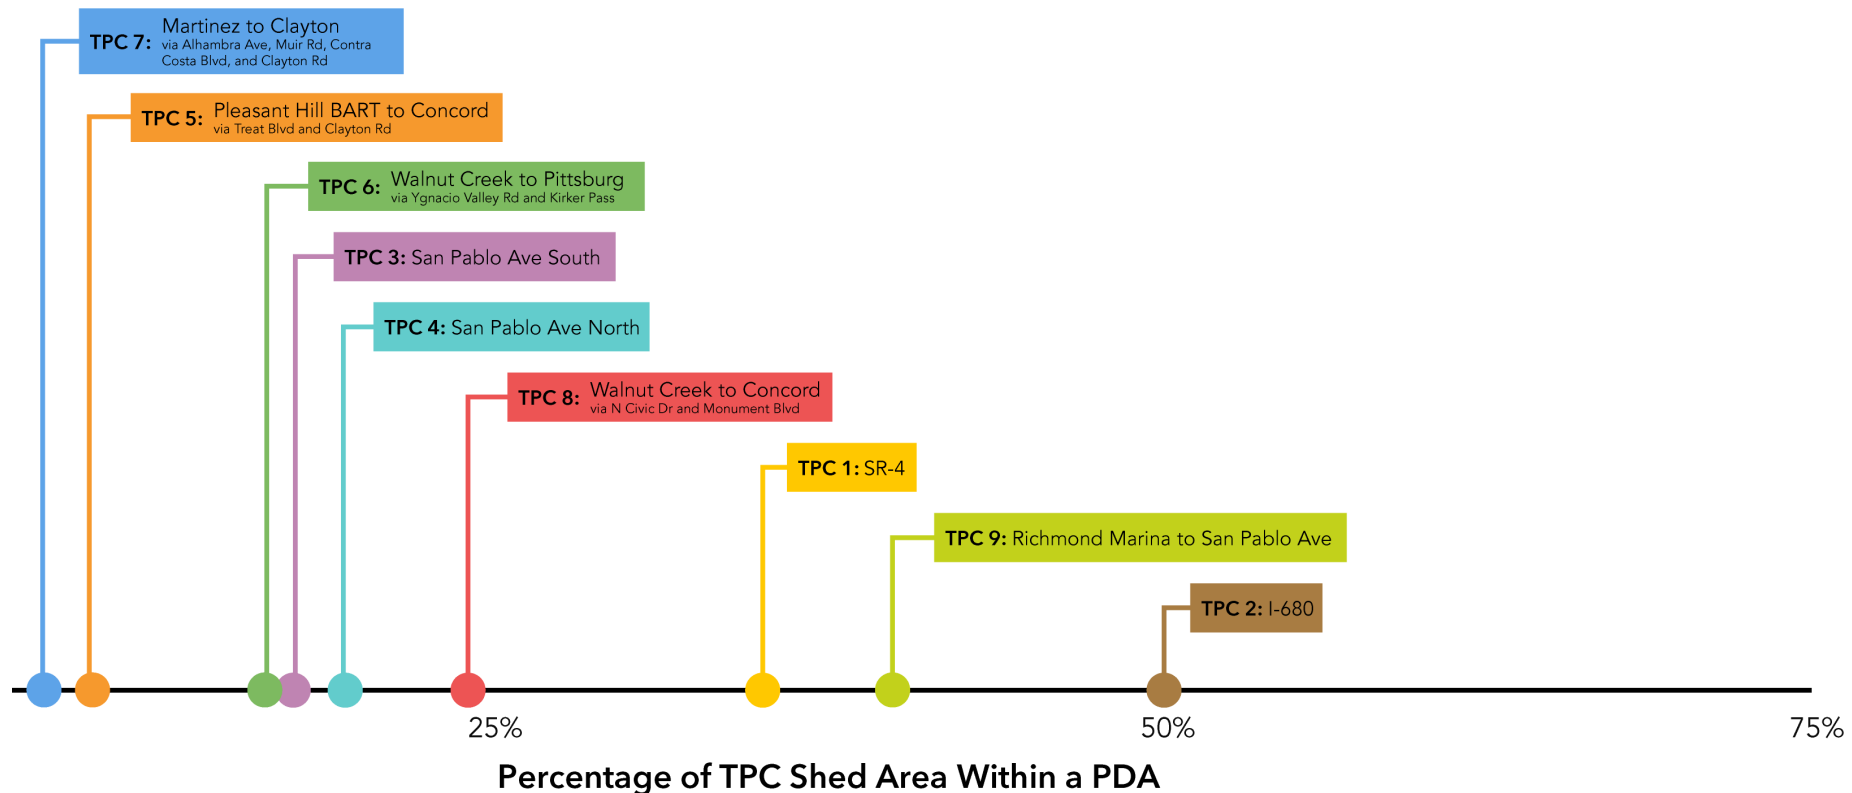 TPC 7: Martinez to Clayton
via Alhambra Ave, Muir Rd, Contra
Costa Blvd, and Clayton Rd
TPC 5: Pleasant Hill BART to Concord
via Treat Blvd and Clayton Rd
TPC 6: Walnut Creek to Pittsburg
via Ygnacio Valley Rd and Kirker Pass
TPC 3: San Pablo Ave South
TPC 4: San Pablo Ave North
TPC 8: Walnut Creek to Concord
via N Civic Dr and Monument Blvd
TPC 1: SR-4
TPC 9: Richmond Marina to San Pablo Ave
TPC 2: I-680
25% 50% 75%
Percentage of TPC Shed Area Within a PDA